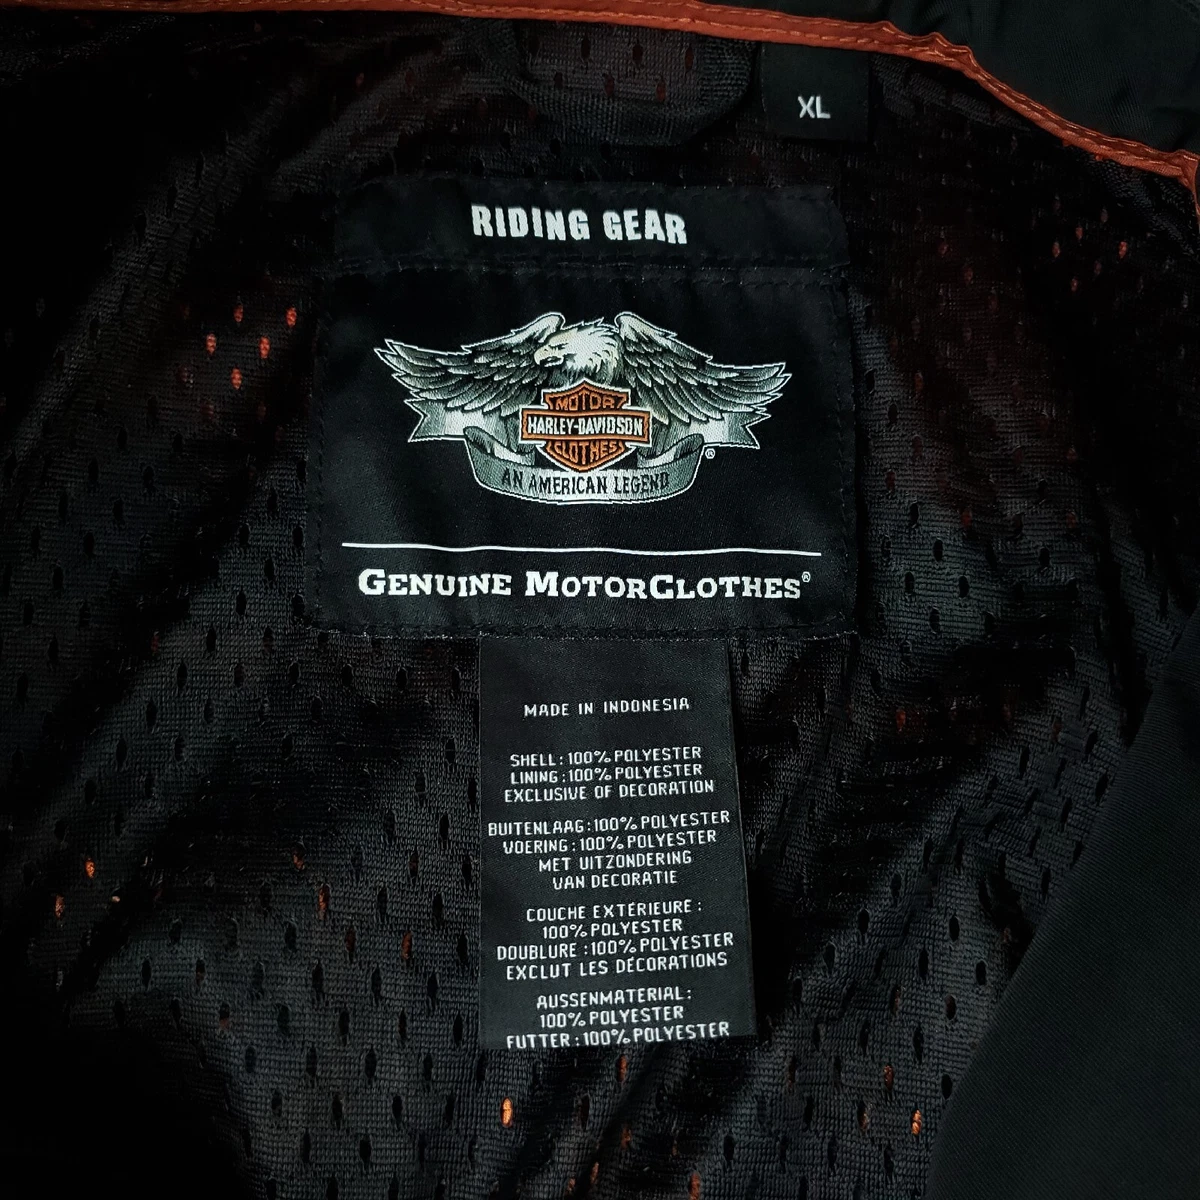 XL
RIDING GEAR
MOTOR
HARLEY-DAVIDSON
CLOTHES
®
AN AMERICAN LEGEND
GENUINE MOTORCLOTHES®
MADE IN INDONESIA
SHELL : 100% POLYESTER
LINING : 100% POLYESTER
EXCLUSIVE OF DECORATION
BUITENLAAG : 100% POLYESTER
VOERING : 100% POLYESTER
MET UITZONDERING
VAN DECORATIE
COUCHE EXTÉRIEURE :
100% POLYESTER
DOUBLURE : 100% POLYESTER
EXCLUT LES DÉCORATIONS
AUSSENMATERIAL :
100% POLYESTER
FUTTER : 100% POLYESTER